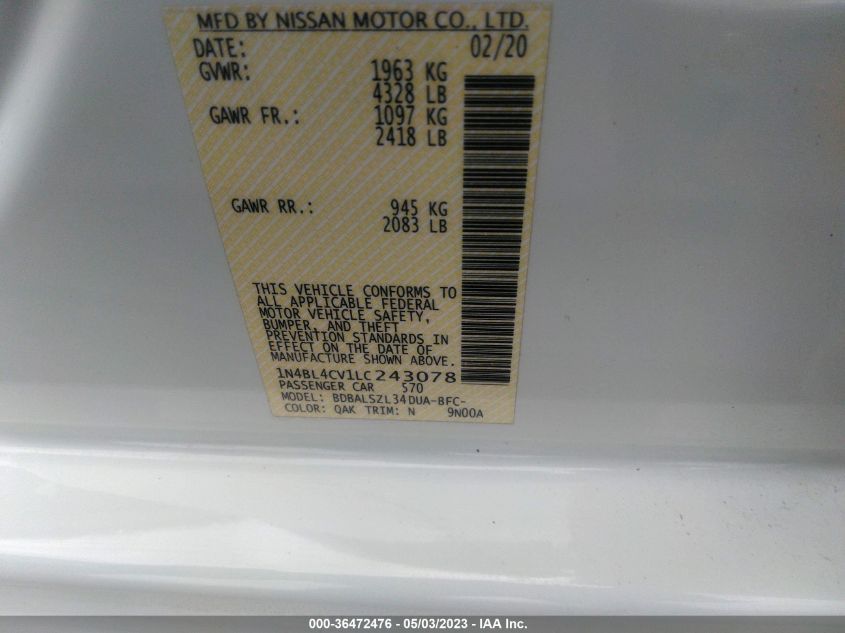 MFD BY NISSAN MOTOR CO., LTD.
DATE: 02/20
GVWR: 1963 KG
4328 LB
GAWR FR.: 1097 KG
2418 LB
GAWR RR.: 945 KG
2083 LB
THIS VEHICLE CONFORMS TO
ALL APPLICABLE FEDERAL
MOTOR VEHICLE SAFETY,
BUMPER, AND THEFT
PREVENTION STANDARDS IN
EFFECT ON THE DATE OF
MANUFACTURE SHOWN ABOVE.
1N4BL4CV1LC243078
PASSENGER CAR 570
MODEL: BDBALSZL34DUA-BFC-
COLOR: QAK TRIM: N 9N00A
000-36472476 - 05/03/2023 - IAA Inc.